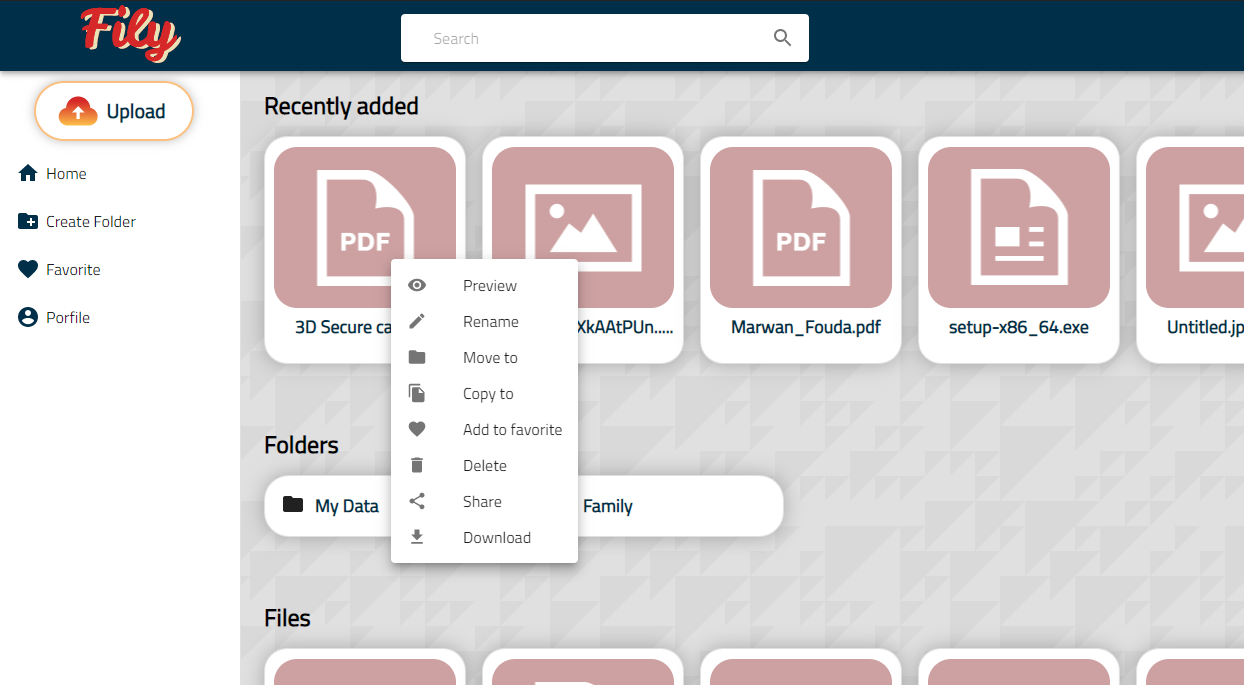 Fily
Search
Upload
Home
Create Folder
Favorite
Porfile
Recently added
PDF
PDF
3D Secure ca
XkAAtPUn.....
Marwan_Fouda.pdf
setup-x86_64.exe
Untitled.jp
Preview
Rename
Move to
Copy to
Add to favorite
Delete
Share
Download
Folders
My Data
Family
Files